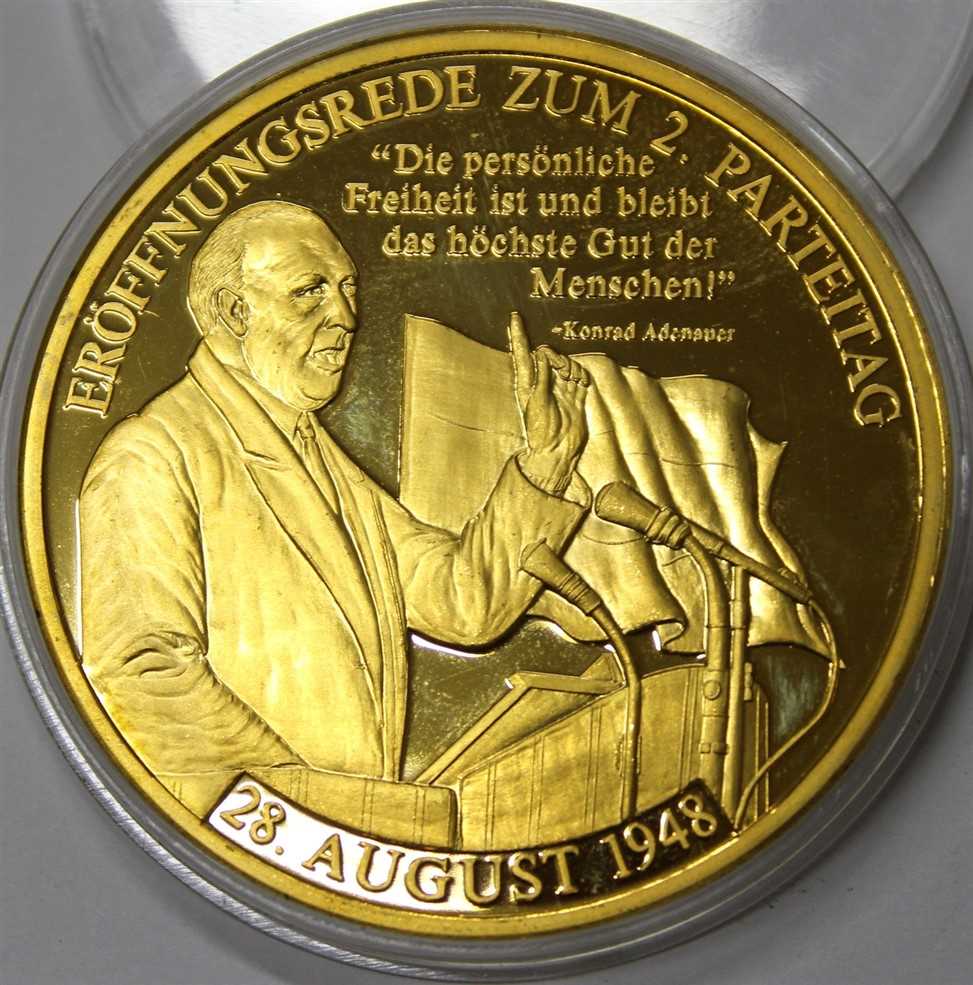 ERÖFFNUNGSREDE ZUM 2. PARTEITAG
“Die persönliche
Freiheit ist und bleibt
das höchste Gut der
Menschen!”
-Konrad Adenauer
28. AUGUST 1948